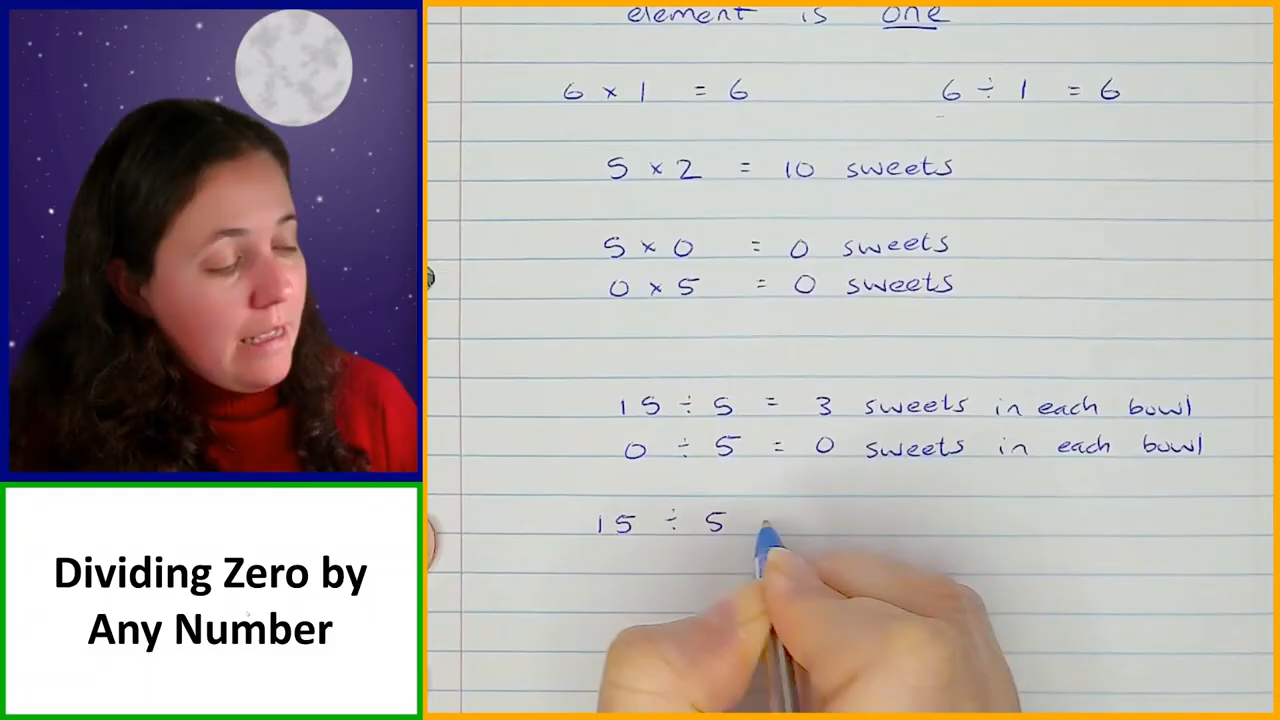 element is one
6 × 1 = 6 6 ÷ 1 = 6
5 × 2 = 10 sweets
5 × 0 = 0 sweets
0 × 5 = 0 sweets
15 ÷ 5 = 3 sweets in each bowl
0 ÷ 5 = 0 sweets in each bowl
15 ÷ 5
Dividing Zero by
Any Number